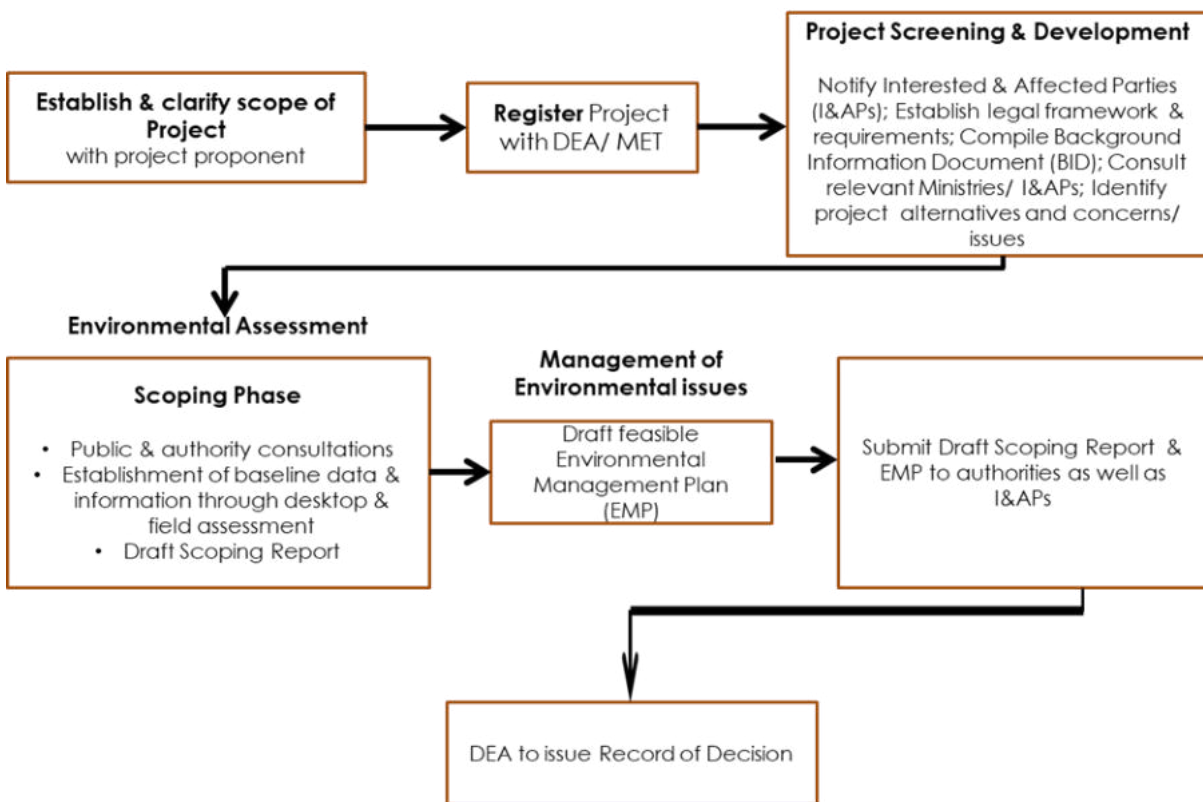 Establish & clarify scope of
Project
with project proponent
Register Project
with DEA/ MET
Project Screening & Development
Notify Interested & Affected Parties
(I&APs); Establish legal framework &
requirements; Compile Background
Information Document (BID); Consult
relevant Ministries/ I&APs; Identify
project alternatives and concerns/
issues
Environmental Assessment
Scoping Phase
• Public & authority consultations
• Establishment of baseline data &
information through desktop &
field assessment
• Draft Scoping Report
Management of
Environmental issues
Draft feasible
Environmental
Management Plan
(EMP)
Submit Draft Scoping Report &
EMP to authorities as well as
I&APs
DEA to issue Record of Decision